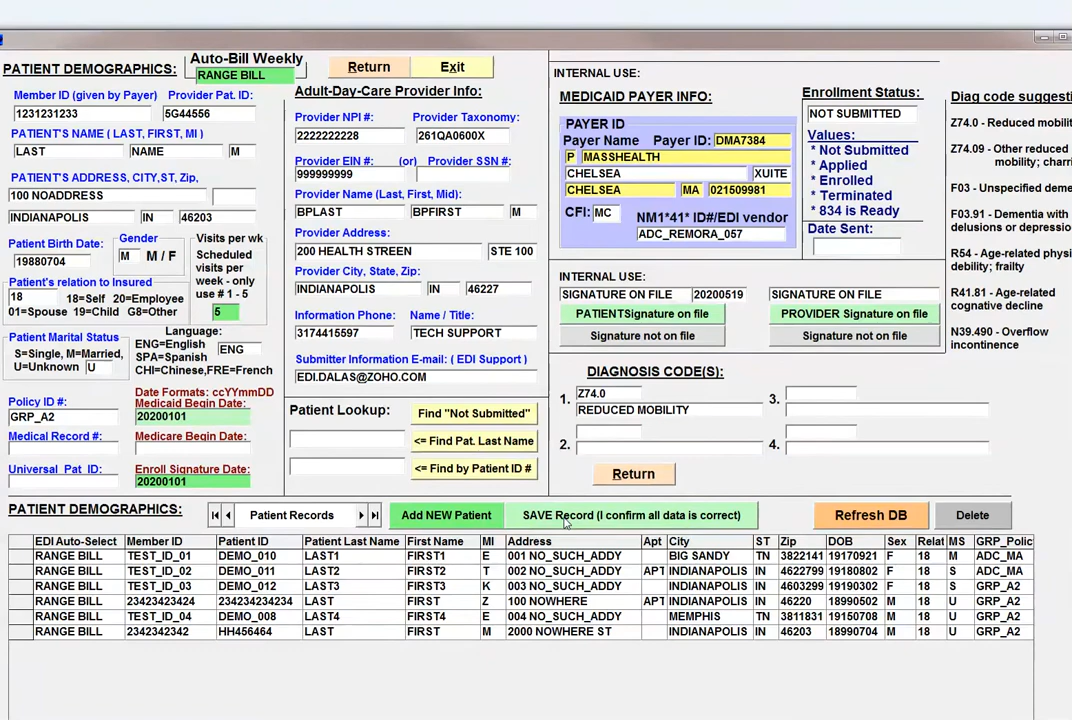 PATIENT DEMOGRAPHICS:
Auto-Bill Weekly
RANGE BILL
Return
Exit
Member ID (given by Payer) Provider Pat. ID:
1231231233 5G44556
PATIENT'S NAME ( LAST, FIRST, MI )
LAST NAME M
PATIENT'S ADDRESS, CITY,ST, Zip,
100 NOADDRESS
INDIANAPOLIS IN 46203
Patient Birth Date:
19880704
Gender
M M / F
Visits per wk
Scheduled
visits per
week - only
use # 1 - 5
5
Patient's relation to Insured
18 18=Self 20=Employee
01=Spouse 19=Child G8=Other
Patient Marital Status
S=Single, M=Married,
U=Unknown U
Language:
ENG=English
SPA=Spanish
CHI=Chinese,FRE=French
ENG
Policy ID #:
GRP_A2
Medical Record #:
Universal Pat ID:
Date Formats: ccYYmmDD
Medicaid Begin Date:
20200101
Medicare Begin Date:
Enroll Signature Date:
20200101
Adult-Day-Care Provider Info:
Provider NPI #: Provider Taxonomy:
2222222228 261QA0600X
Provider EIN #: (or) Provider SSN #:
999999999
Provider Name (Last, First, Mid):
BPLAST BPFIRST M
Provider Address:
200 HEALTH STREEN STE 100
Provider City, State, Zip:
INDIANAPOLIS IN 46227
Information Phone: Name / Title:
3174415597 TECH SUPPORT
Submitter Information E-mail: ( EDI Support )
EDI.DALAS@ZOHO.COM
Patient Lookup:
Find "Not Submitted"
<= Find Pat. Last Name
<= Find by Patient ID #
INTERNAL USE:
MEDICAID PAYER INFO:
PAYER ID
Payer Name Payer ID: DMA7384
P MASSHEALTH
CHELSEA XUITE
CHELSEA MA 021509981
CFI: MC
NM1*41* ID#/EDI vendor
ADC_REMORA_057
Enrollment Status:
NOT SUBMITTED
Values:
* Not Submitted
* Applied
* Enrolled
* Terminated
* 834 is Ready
Date Sent:
Diag code suggesti
Z74.0 - Reduced mobilit
Z74.09 - Other reduced
mobility; charri
F03 - Unspecified deme
F03.91 - Dementia with
delusions or depressio
R54 - Age-related physi
debility; frailty
R41.81 - Age-related
cognative decline
N39.490 - Overflow
incontinence
INTERNAL USE:
SIGNATURE ON FILE 20200519 SIGNATURE ON FILE
PATIENTSignature on file PROVIDER Signature on file
Signature not on file Signature not on file
DIAGNOSIS CODE(S):
1. Z74.0 3.
REDUCED MOBILITY
2. 4.
Return
PATIENT DEMOGRAPHICS:
Patient Records
Add NEW Patient
SAVE Record (I confirm all data is correct)
Refresh DB
Delete
EDI Auto-Select Member ID Patient ID Patient Last Name First Name MI Address Apt City ST Zip DOB Sex Relat MS GRP_Polic
RANGE BILL TEST_ID_01 DEMO_010 LAST1 FIRST1 E 001 NO_SUCH_ADDY BIG SANDY TN 3822141 19170921 F 18 M ADC_MA
RANGE BILL TEST_ID_02 DEMO_011 LAST2 FIRST2 T 002 NO_SUCH_ADDY APT INDIANAPOLIS IN 4622799 19180802 F 18 S ADC_MA
RANGE BILL TEST_ID_03 DEMO_012 LAST3 FIRST3 K 003 NO_SUCH_ADDY INDIANAPOLIS IN 4603299 19190302 F 18 S GRP_A2
RANGE BILL 23423423424 234234234234 LAST FIRST Z 100 NOWHERE APT INDIANAPOLIS IN 46220 18990502 M 18 U GRP_A2
RANGE BILL TEST_ID_04 DEMO_008 LAST4 FIRST4 E 004 NO_SUCH_ADDY MEMPHIS TN 3811831 19150708 M 18 U GRP_A2
RANGE BILL 2342342342 HH456464 LAST FIRST M 2000 NOWHERE ST INDIANAPOLIS IN 46203 18990704 M 18 U GRP_A2